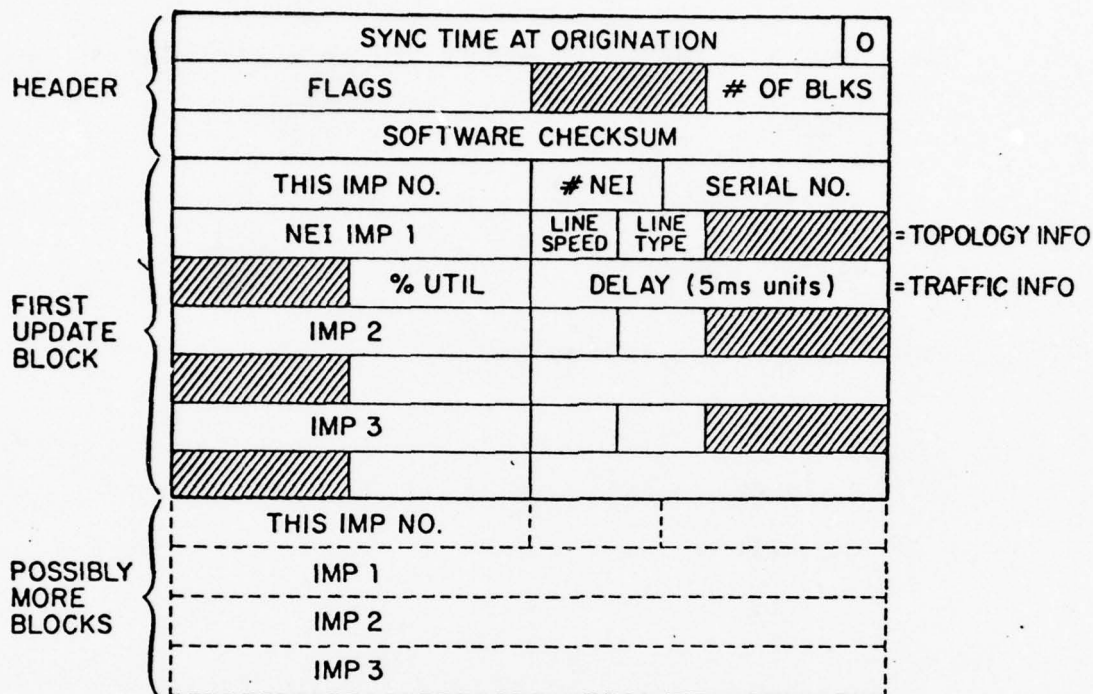 HEADER
SYNC TIME AT ORIGINATION 0
FLAGS # OF BLKS
SOFTWARE CHECKSUM
FIRST
UPDATE
BLOCK
THIS IMP NO. # NEI SERIAL NO.
NEI IMP 1 LINE SPEED LINE TYPE =TOPOLOGY INFO
% UTIL DELAY (5ms units) =TRAFFIC INFO
IMP 2
IMP 3
POSSIBLY
MORE
BLOCKS
THIS IMP NO.
IMP 1
IMP 2
IMP 3